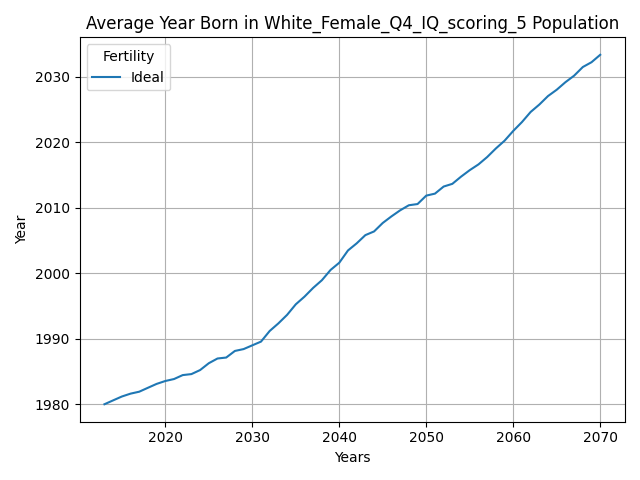 Average Year Born in White_Female_Q4_IQ_scoring_5 Population
Fertility
Ideal
Year
2030
2020
2010
2000
1990
1980
2020 2030 2040 2050 2060 2070
Years